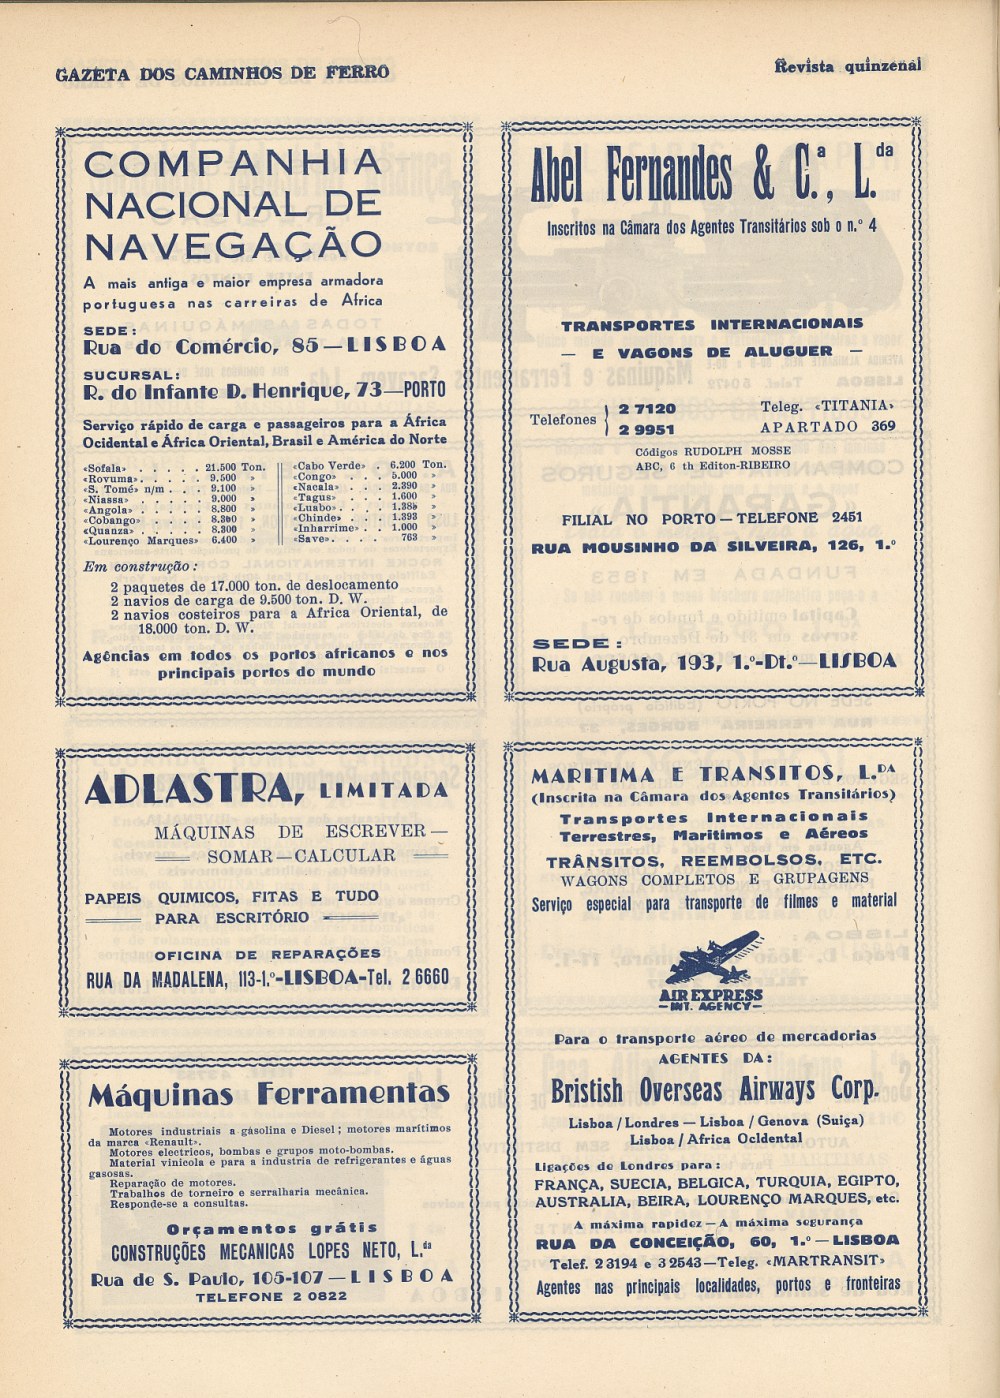 GAZETA DOS CAMINHOS DE FERRO
Revista quinzenal
COMPANHIA
NACIONAL DE
NAVEGAÇÃO
A mais antiga e maior empresa armadora
portuguesa nas carreiras de Africa
SEDE:
Rua do Comércio, 85—LISBOA
SUCURSAL:
R. do Infante D. Henrique, 73—PORTO
Serviço rápido de carga e passageiros para a África
Ocidental e África Oriental, Brasil e América do Norte
«Sofala» . . . . . 21.500 Ton.
«Rovuma» . . . . . 9.500 »
«S. Tomé» n/m . . . 9.100 »
«Niassa» . . . . . 9.000 »
«Angola» . . . . . 8,800 »
«Cobango» . . . . . 8,300 »
«Quanza» . . . . . 8.300 »
«Lourenço Marques» 6.400 »
«Cabo Verde» . . 6.200 Ton.
«Congo» . . . . 5.000 »
«Nacala» . . . . 2.390 »
«Tagus» . . . . 1.600 »
«Luabo» . . . . 1.385 »
«Chinde» . . . . 1.393 »
«Inharrime» . . . 1.000 »
«Save» . . . . . 763 »
Em construção:
2 paquetes de 17.000 ton. de deslocamento
2 navios de carga de 9.500 ton. D. W.
2 navios costeiros para a Africa Oriental, de
18.000 ton. D. W.
Agências em todos os portos africanos e nos
principais portos do mundo
Abel Fernandes & C.ª, L.da
Inscritos na Câmara dos Agentes Transitários sob o n.º 4
TRANSPORTES INTERNACIONAIS
— E VAGONS DE ALUGUER —
Telefones } 2 7120
2 9951
Teleg. «TITANIA»
APARTADO 369
Códigos RUDOLPH MOSSE
ABC, 6 th Editon-RIBEIRO
FILIAL NO PORTO—TELEFONE 2451
RUA MOUSINHO DA SILVEIRA, 126, 1.º
SEDE:
Rua Augusta, 193, 1.º-Dt.º—LISBOA
ADLASTRA, LIMITADA
MÁQUINAS DE ESCREVER—
SOMAR—CALCULAR
PAPEIS QUIMICOS, FITAS E TUDO
PARA ESCRITÓRIO
OFICINA DE REPARAÇÕES
RUA DA MADALENA, 113-1.º-LISBOA-Tel. 2 6660
Máquinas Ferramentas
Motores industriais a gasolina e Diesel; motores marítimos
da marca «Renault».
Motores electricos, bombas e grupos moto-bombas.
Material vinicola e para a industria de refrigerantes e águas
gasosas.
Reparação de motores.
Trabalhos de torneiro e serralharia mecânica.
Responde-se a consultas.
Orçamentos grátis
CONSTRUÇÕES MECANICAS LOPES NETO, L.da
Rua de S. Paulo, 105-107—LISBOA
TELEFONE 2 0822
MARITIMA E TRANSITOS, L.DA
(Inscrita na Câmara dos Agentes Transitários)
Transportes Internacionais
Terrestres, Maritimos e Aéreos
TRÂNSITOS, REEMBOLSOS, ETC.
WAGONS COMPLETOS E GRUPAGENS
Serviço especial para transporte de filmes e material
AIR EXPRESS
—INT. AGENCY—
Para o transporte aéreo de mercadorias
AGENTES DA:
Bristish Overseas Airways Corp.
Lisboa/Londres — Lisboa/Genova (Suiça)
Lisboa/Africa Ocldental
Ligações de Londres para:
FRANÇA, SUECIA, BELGICA, TURQUIA, EGIPTO,
AUSTRALIA, BEIRA, LOURENÇO MARQUES, etc.
A máxima rapidez—A máxima segurança
RUA DA CONCEIÇÃO, 60, 1.º—LISBOA
Telef. 2 3194 e 3 2543—Teleg. «MARTRANSIT»
Agentes nas principais localidades, portos e fronteiras